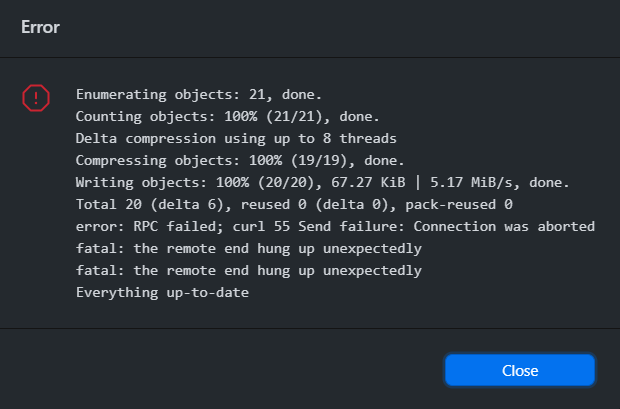 Error
Enumerating objects: 21, done.
Counting objects: 100% (21/21), done.
Delta compression using up to 8 threads
Compressing objects: 100% (19/19), done.
Writing objects: 100% (20/20), 67.27 KiB | 5.17 MiB/s, done.
Total 20 (delta 6), reused 0 (delta 0), pack-reused 0
error: RPC failed; curl 55 Send failure: Connection was aborted
fatal: the remote end hung up unexpectedly
fatal: the remote end hung up unexpectedly
Everything up-to-date
Close